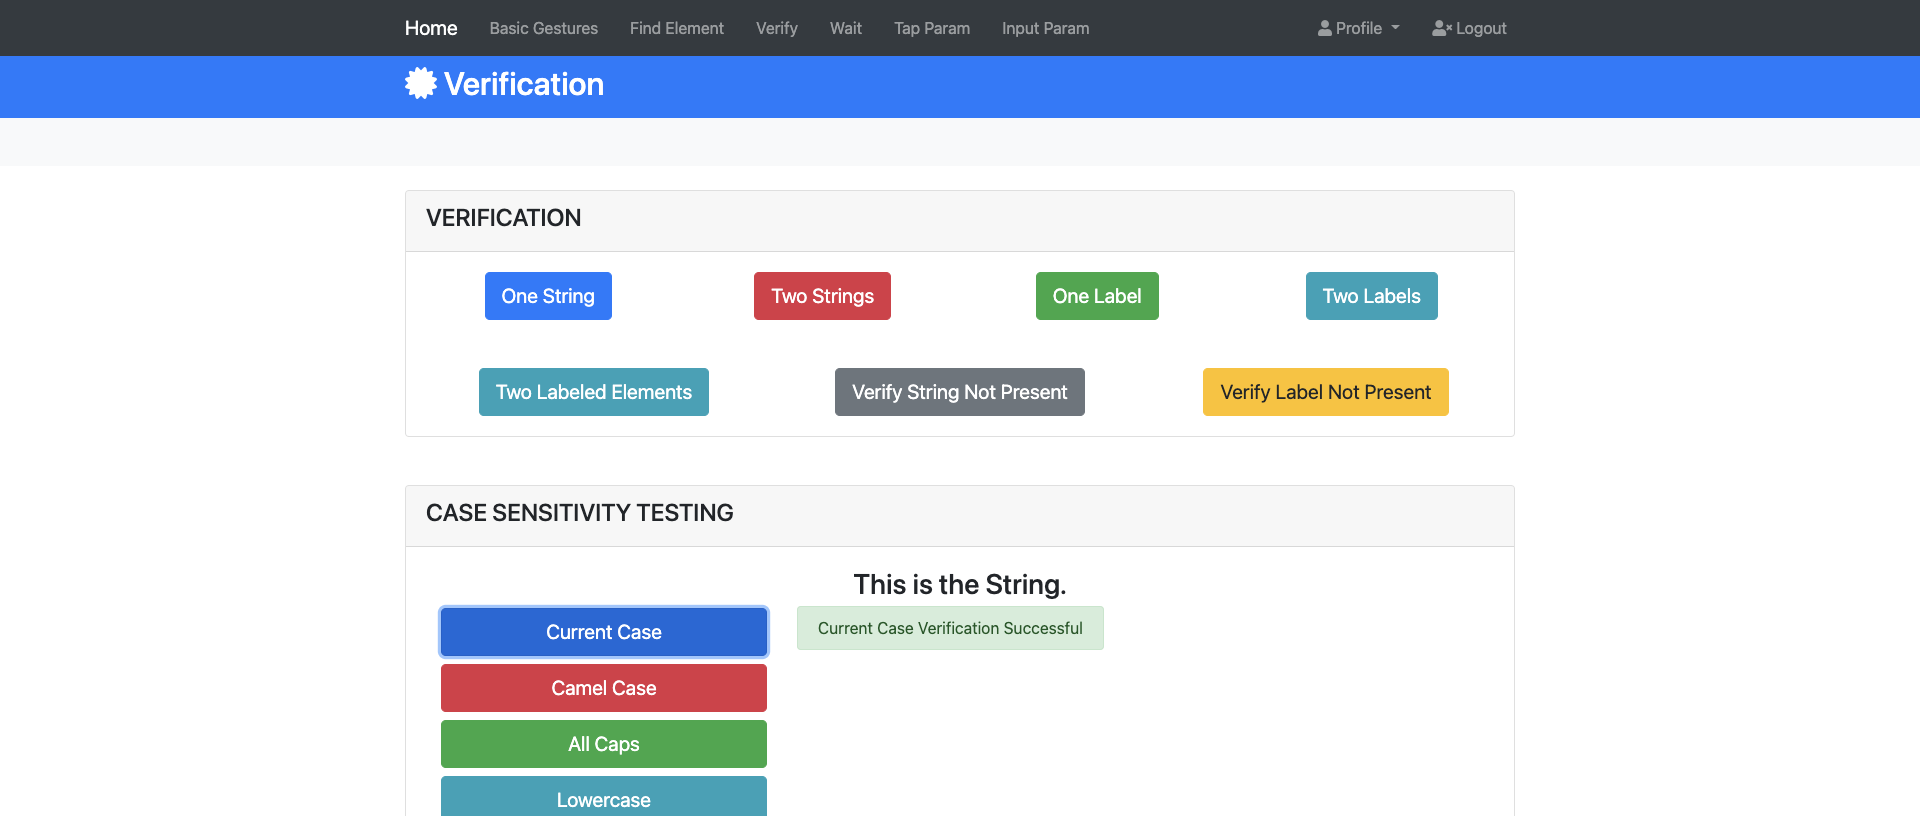 Home Basic Gestures Find Element Verify Wait Tap Param Input Param Profile Logout
Verification
VERIFICATION
One String Two Strings One Label Two Labels
Two Labeled Elements Verify String Not Present Verify Label Not Present
CASE SENSITIVITY TESTING
This is the String.
Current Case Current Case Verification Successful
Camel Case
All Caps
Lowercase